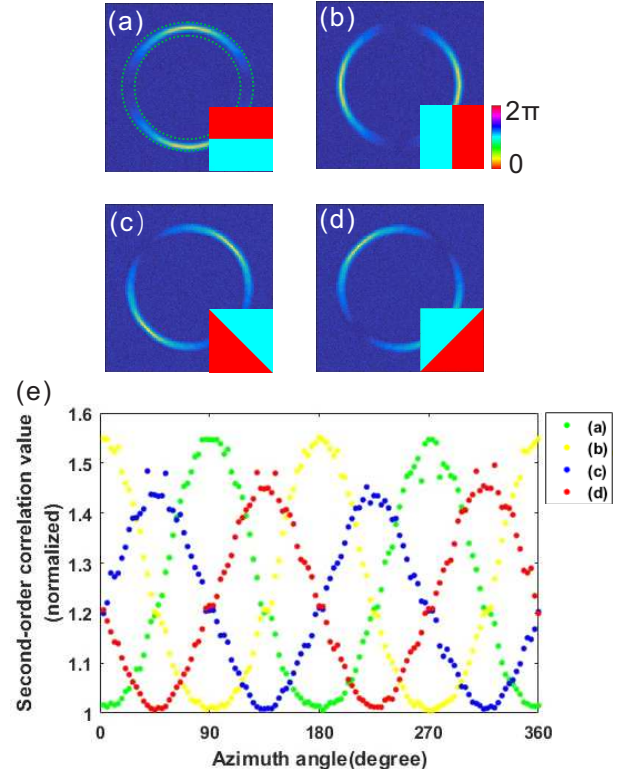 (a)
(b)
2π
0
(c)
(d)
(e)
Second-order correlation value
(normalized)
1.6
1.5
1.4
1.3
1.2
1.1
1
0
90
180
270
360
Azimuth angle(degree)
(a)
(b)
(c)
(d)